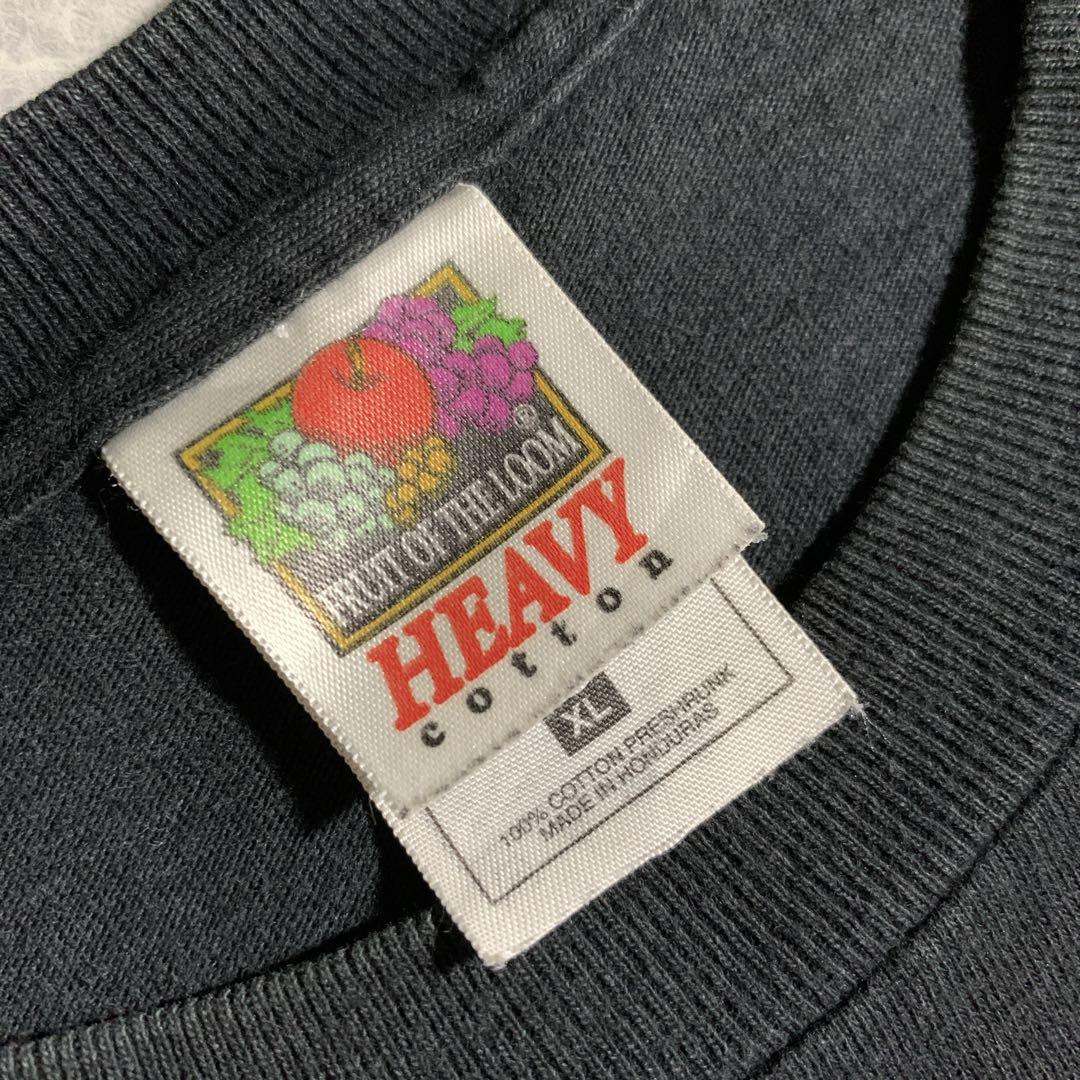 ®
FRUIT OF THE LOOM
HEAVY
cotton
XL
100% COTTON PRESHRUNK
MADE IN HONDURAS